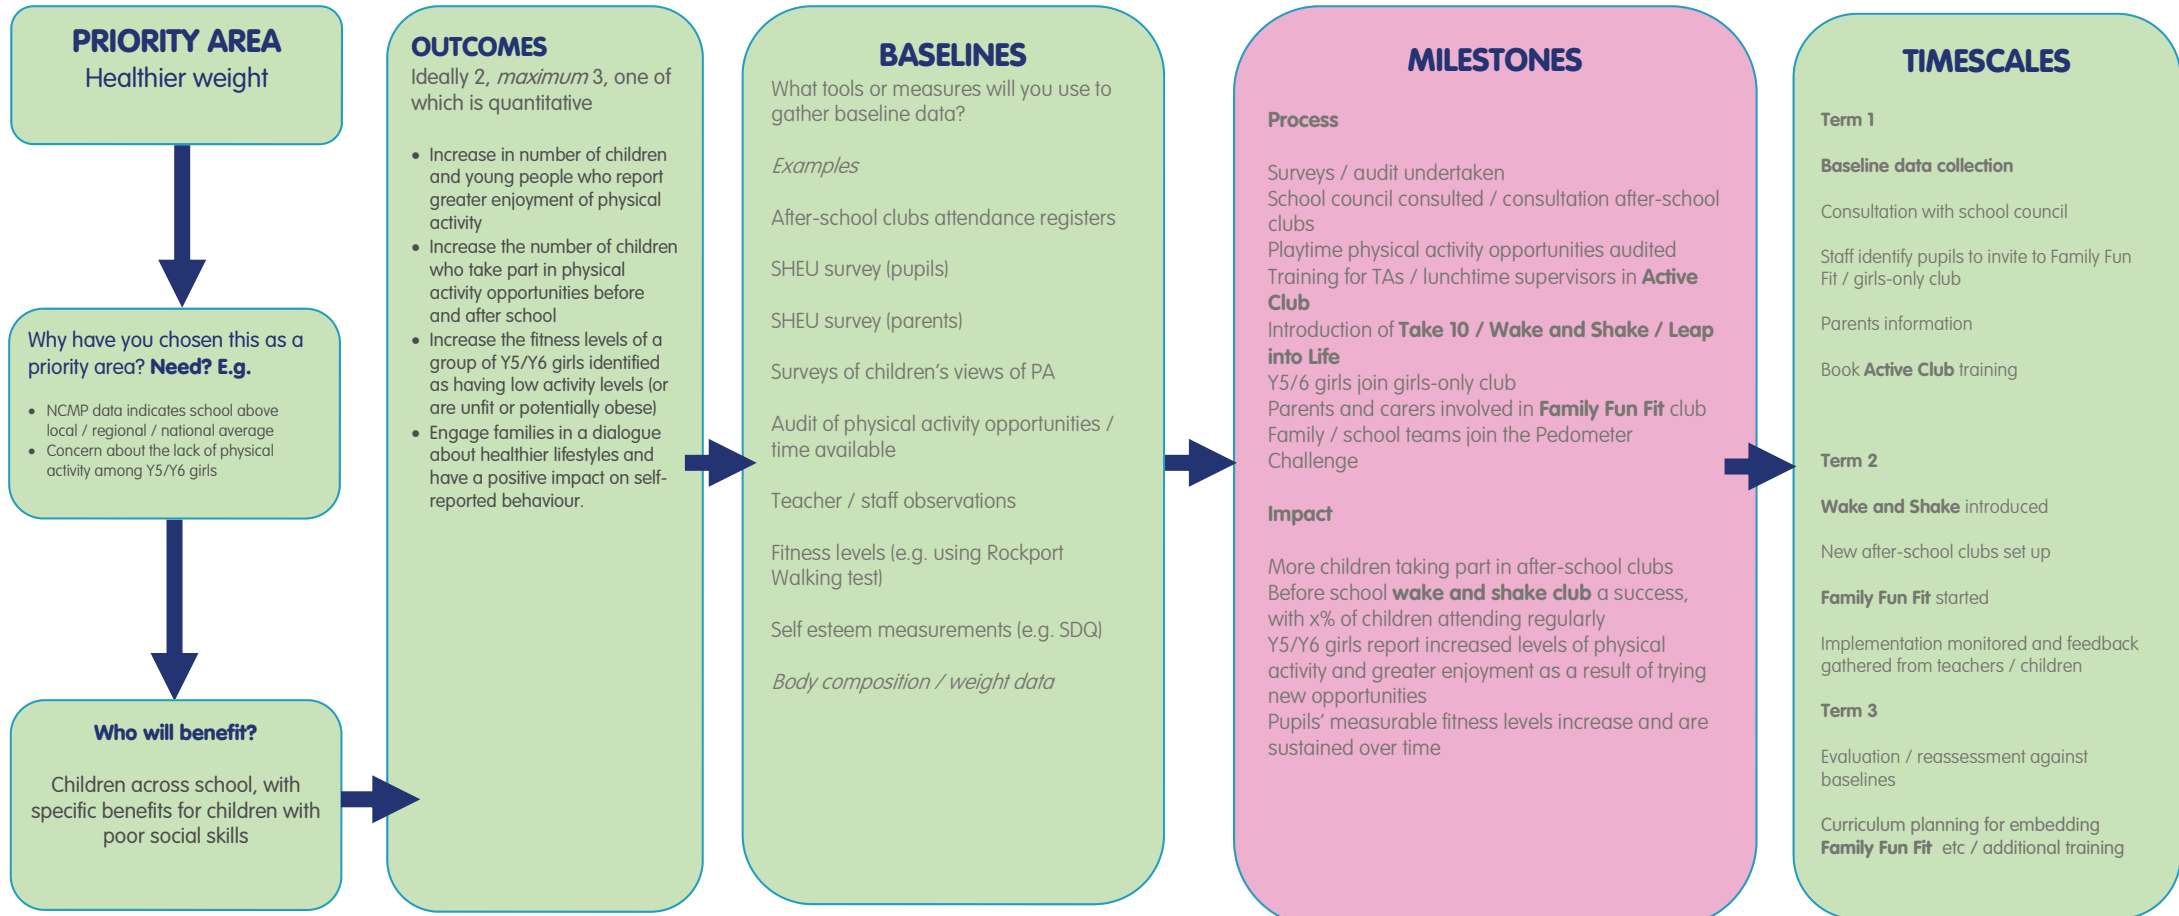 PRIORITY AREA
Healthier weight
Why have you chosen this as a
priority area? Need? E.g.
• NCMP data indicates school above
local / regional / national average
• Concern about the lack of physical
activity among Y5/Y6 girls
Who will benefit?
Children across school, with
specific benefits for children with
poor social skills
OUTCOMES
Ideally 2, maximum 3, one of
which is quantitative
• Increase in number of children
and young people who report
greater enjoyment of physical
activity
• Increase the number of children
who take part in physical
activity opportunities before
and after school
• Increase the fitness levels of a
group of Y5/Y6 girls identified
as having low activity levels (or
are unfit or potentially obese)
• Engage families in a dialogue
about healthier lifestyles and
have a positive impact on self-
reported behaviour.
BASELINES
What tools or measures will you use to
gather baseline data?
Examples
After-school clubs attendance registers
SHEU survey (pupils)
SHEU survey (parents)
Surveys of children's views of PA
Audit of physical activity opportunities /
time available
Teacher / staff observations
Fitness levels (e.g. using Rockport
Walking test)
Self esteem measurements (e.g. SDQ)
Body composition / weight data
MILESTONES
Process
Surveys / audit undertaken
School council consulted / consultation after-school
clubs
Playtime physical activity opportunities audited
Training for TAs / lunchtime supervisors in Active
Club
Introduction of Take 10 / Wake and Shake / Leap
into Life
Y5/6 girls join girls-only club
Parents and carers involved in Family Fun Fit club
Family / school teams join the Pedometer
Challenge
Impact
More children taking part in after-school clubs
Before school wake and shake club a success,
with x% of children attending regularly
Y5/Y6 girls report increased levels of physical
activity and greater enjoyment as a result of trying
new opportunities
Pupils' measurable fitness levels increase and are
sustained over time
TIMESCALES
Term 1
Baseline data collection
Consultation with school council
Staff identify pupils to invite to Family Fun
Fit / girls-only club
Parents information
Book Active Club training
Term 2
Wake and Shake introduced
New after-school clubs set up
Family Fun Fit started
Implementation monitored and feedback
gathered from teachers / children
Term 3
Evaluation / reassessment against
baselines
Curriculum planning for embedding
Family Fun Fit etc / additional training